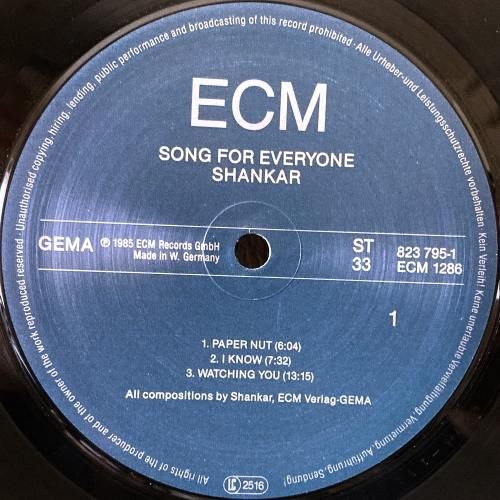 ECM
SONG FOR EVERYONE
SHANKAR
GEMA
℗ 1985 ECM Records GmbH
Made in W. Germany
ST
33
823 795-1
ECM 1286
1
1. PAPER NUT (6:04)
2. I KNOW (7:32)
3. WATCHING YOU (13:15)
All compositions by Shankar, ECM Verlag-GEMA
All rights of the producer and of the owner of the work reproduced reserved · Unauthorised copying, hiring, lending, public performance and broadcasting of this record prohibited · Alle Urheber- und Leistungsschutzrechte vorbehalten · Kein Verleih! Keine unerlaubte Vervielfältigung, Vermietung, Aufführung, Sendung!
LC 2516